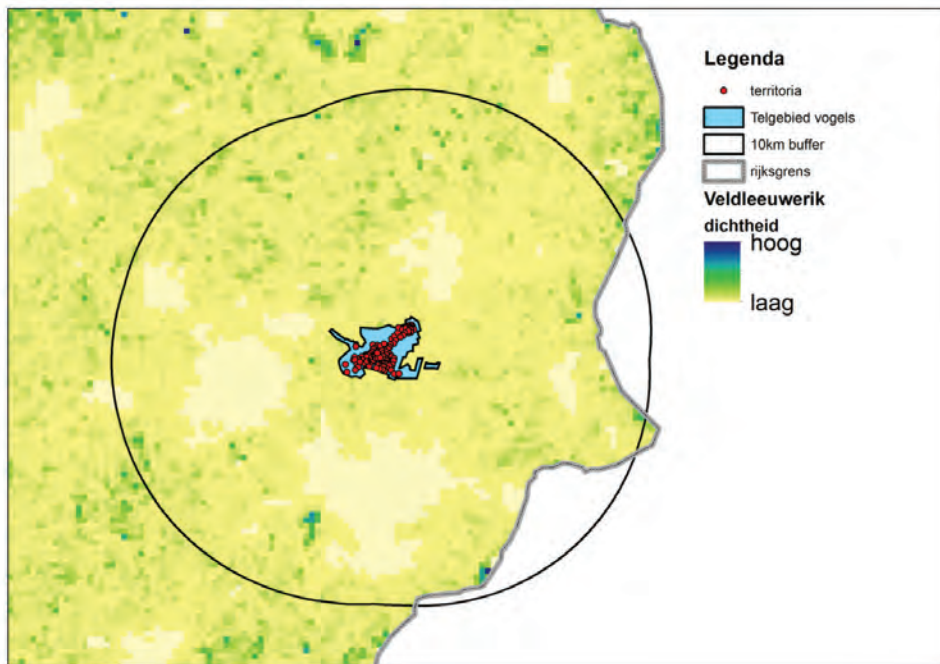 Legenda
territoria
Telgebied vogels
10km buffer
rijksgrens
Veldleeuwerik
dichtheid
hoog
laag